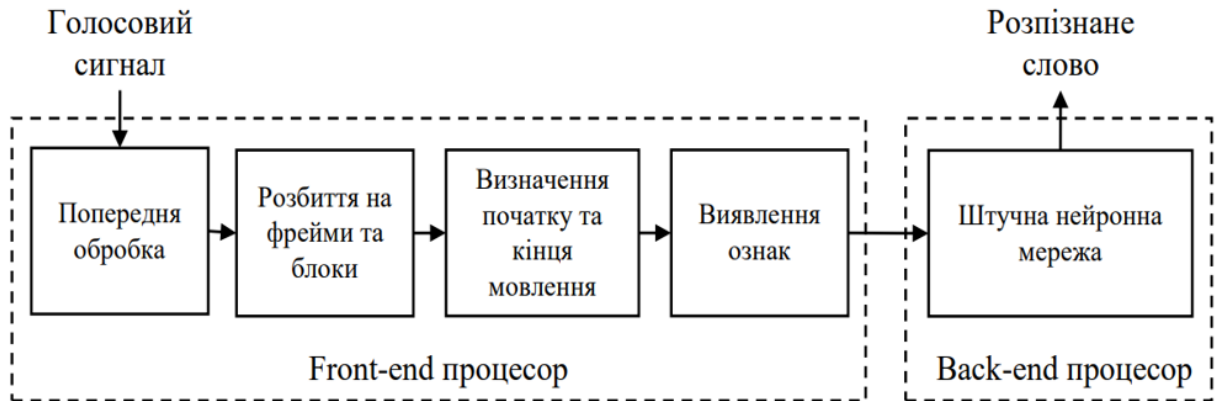 Голосовий
сигнал
Розпізнане
слово
Попередня
обробка
Розбиття на
фрейми та
блоки
Визначення
початку та
кінця
мовлення
Виявлення
ознак
Штучна нейронна
мережа
Front-end процесор
Back-end процесор